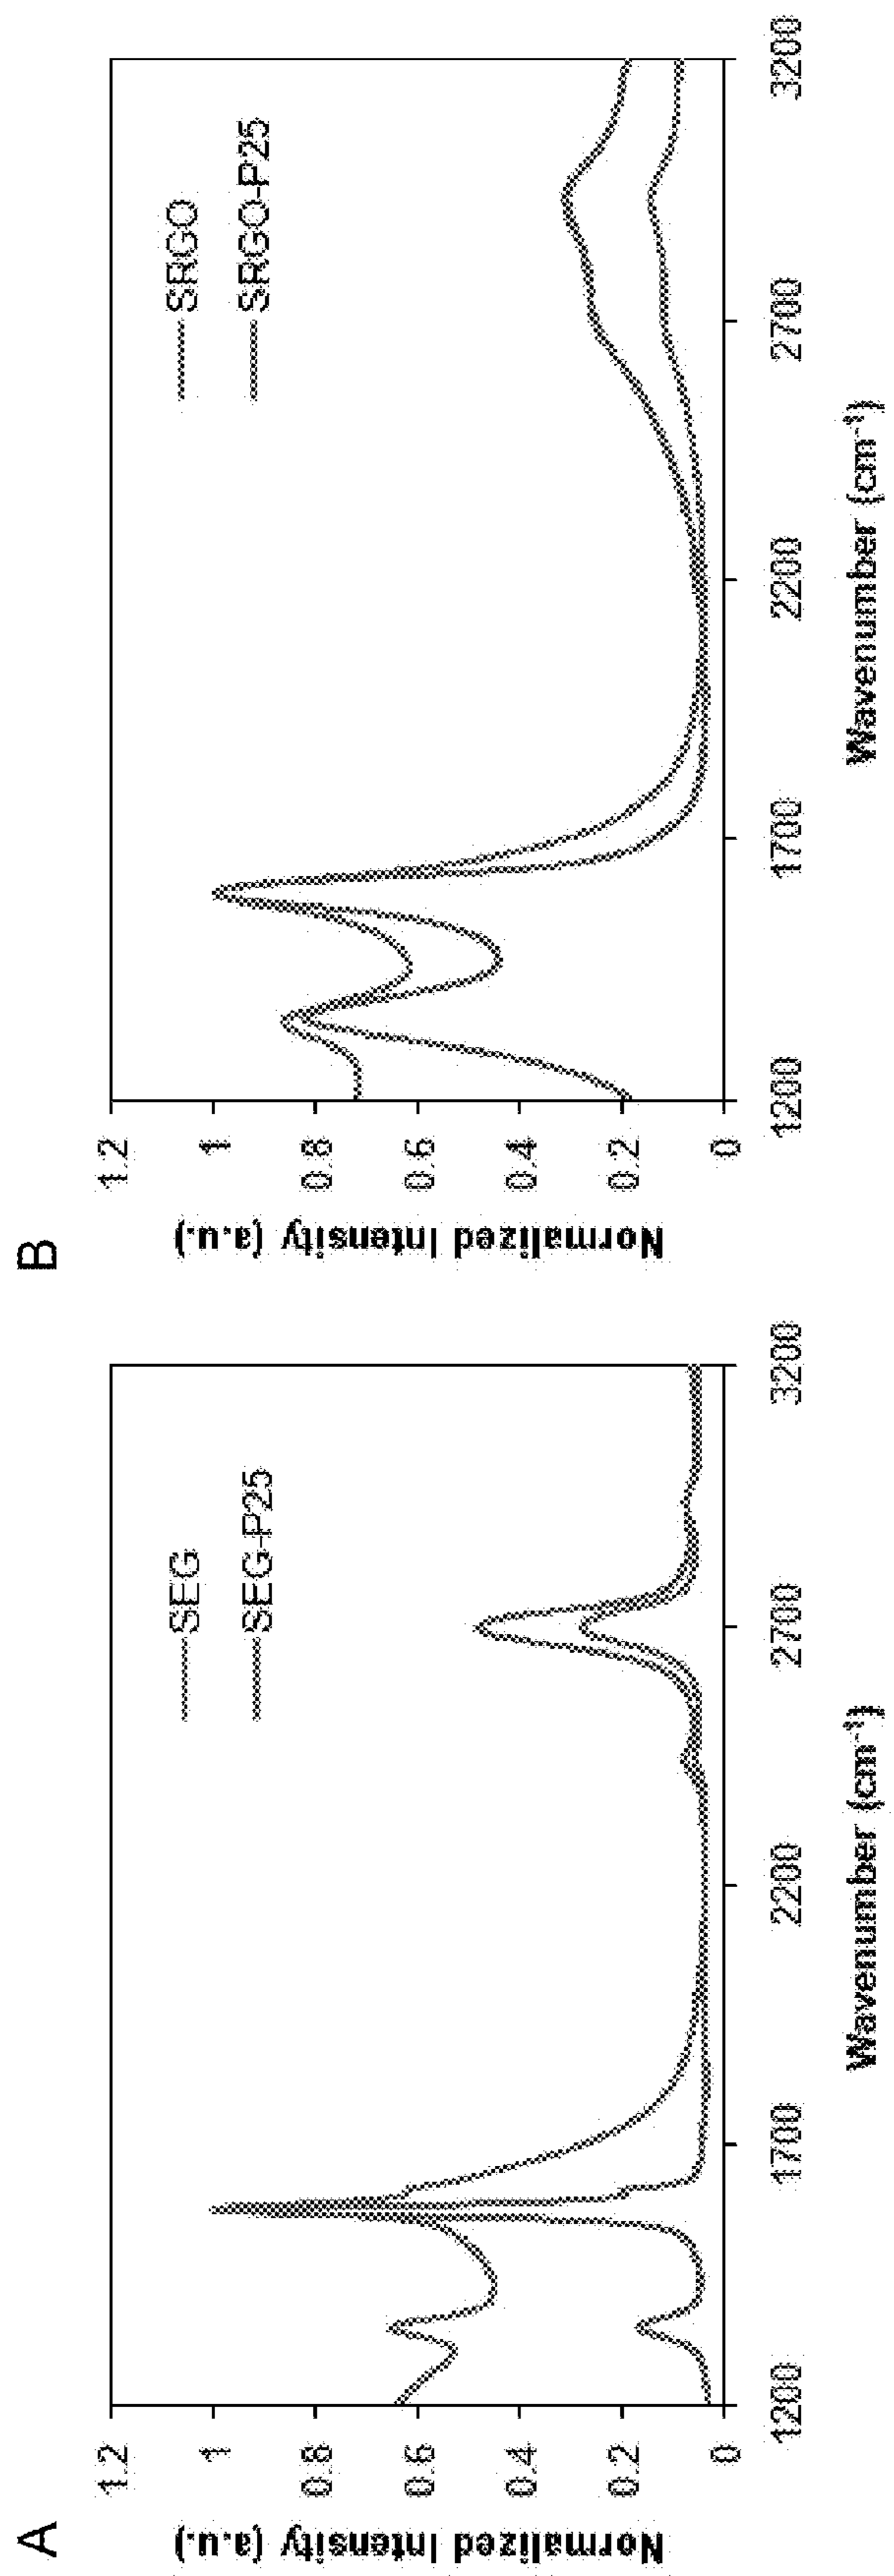 A
Normalized Intensity (a.u.)
1.2
1
0.8
0.6
0.4
0.2
0
SEG
SEG-P25
1200
1700
2200
2700
3200
Wavenumber (cm⁻¹)
B
Normalized Intensity (a.u.)
1.2
1
0.8
0.6
0.4
0.2
0
SRGO
SRGO-P25
1200
1700
2200
2700
3200
Wavenumber (cm⁻¹)